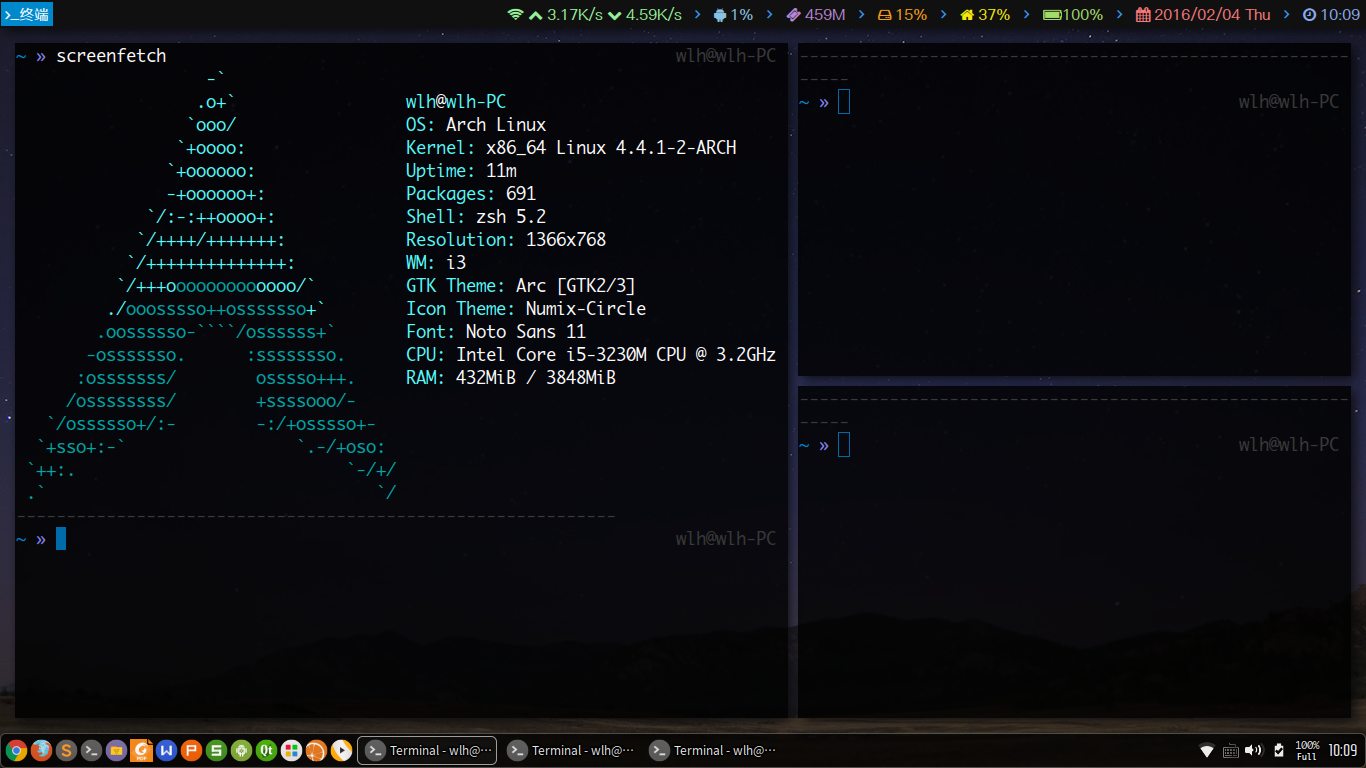 终端 3.17K/s 4.59K/s 1% 459M 15% 37% 100% 2016/02/04 Thu 10:09
~ » screenfetch wlh@wlh-PC
-`
.o+` wlh@wlh-PC
`ooo/ OS: Arch Linux
`+oooo: Kernel: x86_64 Linux 4.4.1-2-ARCH
`+oooooo: Uptime: 11m
-+oooooo+: Packages: 691
`/:-:++oooo+: Shell: zsh 5.2
`/++++/+++++++: Resolution: 1366x768
`/++++++++++++++: WM: i3
`/+++ooooooooooooo/` GTK Theme: Arc [GTK2/3]
./ooosssso++osssssso+` Icon Theme: Numix-Circle
.oossssso-````/ossssss+` Font: Noto Sans 11
-osssssso. :ssssssso. CPU: Intel Core i5-3230M CPU @ 3.2GHz
:osssssss/ osssso+++. RAM: 432MiB / 3848MiB
/ossssssss/ +ssssooo/-
`/ossssso+/:- -:/+osssso+-
`+sso+:-` `.-/+oso:
`++:. `-/+/
.` `/
------------------------------------------------------------
~ » wlh@wlh-PC
-------------------------------------------------------
-----
~ » wlh@wlh-PC
-------------------------------------------------------
-----
~ » wlh@wlh-PC
S W P S Qt Terminal - wlh@··· Terminal - wlh@··· Terminal - wlh@··· 100% Full 10:09